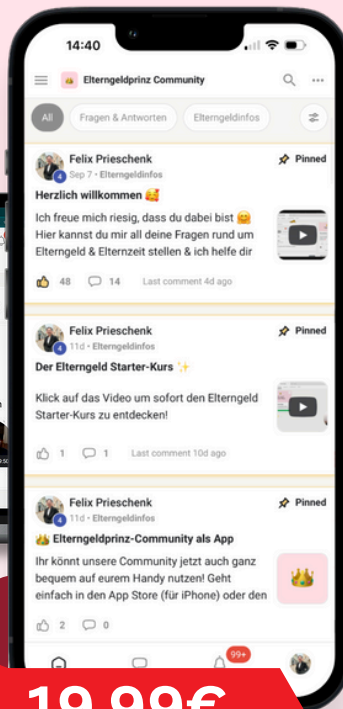 14:40
Elterngeldprinz Community
All
Fragen & Antworten
Elterngeldinfos
Felix Prieschenk
Pinned
4
Sep 7 • Elterngeldinfos
Herzlich willkommen 🥰
Ich freue mich riesig, dass du dabei bist 🤗
Hier kannst du mir all deine Fragen rund um
Elterngeld & Elternzeit stellen & ich helfe dir
48
14
Last comment 4d ago
Felix Prieschenk
Pinned
4
11d • Elterngeldinfos
Der Elterngeld Starter-Kurs ✨
Klick auf das Video um sofort den Elterngeld
Starter-Kurs zu entdecken!
1
1
Last comment 10d ago
Felix Prieschenk
Pinned
4
11d • Elterngeldinfos
👑 Elterngeldprinz-Community als App
Ihr könnt unsere Community jetzt auch ganz
bequem auf eurem Handy nutzen! Geht
einfach in den App Store (für iPhone) oder den
2
0
99+
19,99€